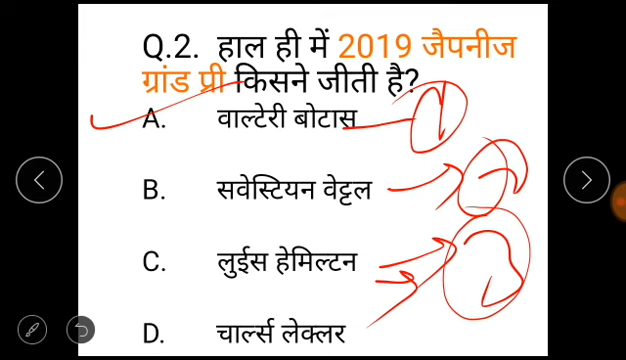 Q.2. हाल ही में 2019 जैपनीज
ग्रांड प्री किसने जीती है?
A. वाल्टेरी बोटास
B. सवेस्टियन वेट्टल
C. लुईस हेमिल्टन
D. चार्ल्स लेक्लर